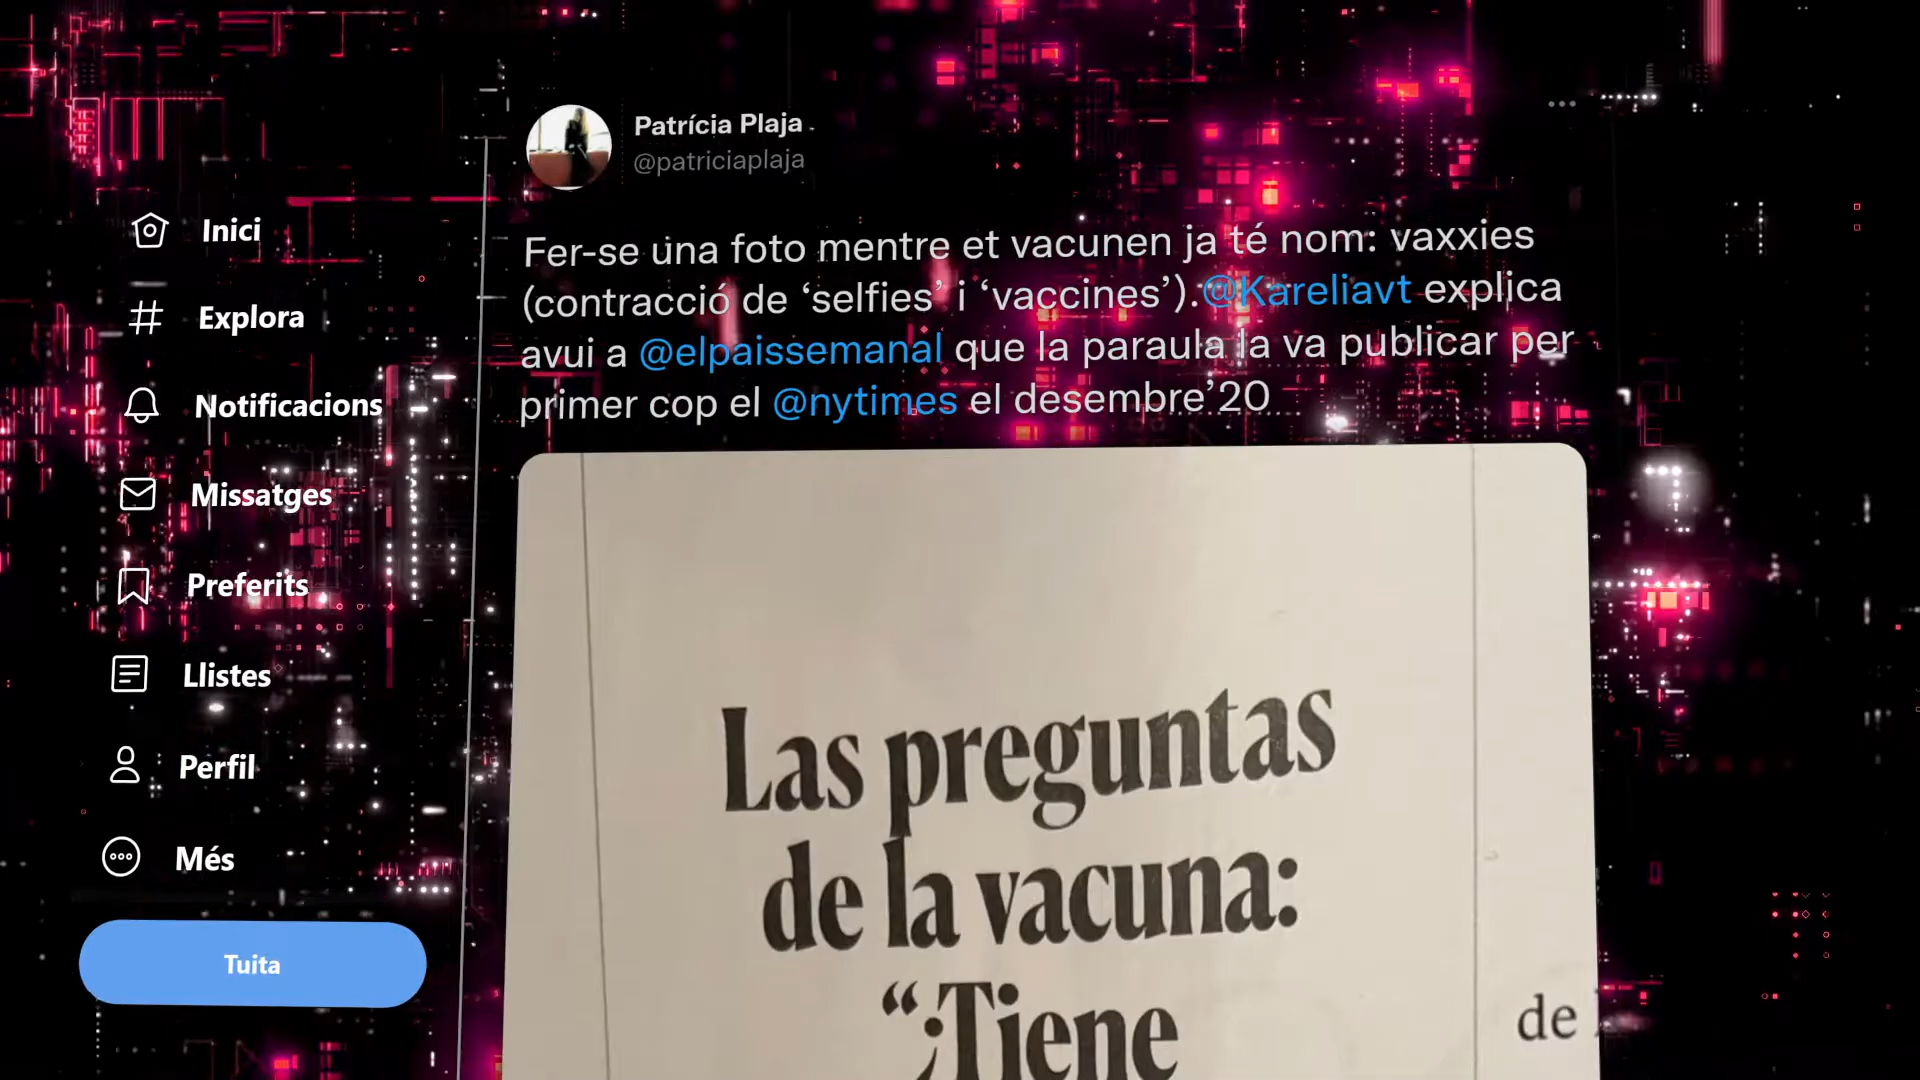 Inici
Explora
Notificacions
Missatges
Preferits
Llistes
Perfil
Més
Tuita
Patrícia Plaja
@patriciaplaja
Fer-se una foto mentre et vacunen ja té nom: vaxxies
(contracció de ‘selfies’ i ‘vaccines’).@Kareliavt explica
avui a @elpaissemanal que la paraula la va publicar per
primer cop el @nytimes el desembre’20
Las preguntas
de la vacuna:
“¿Tiene
de